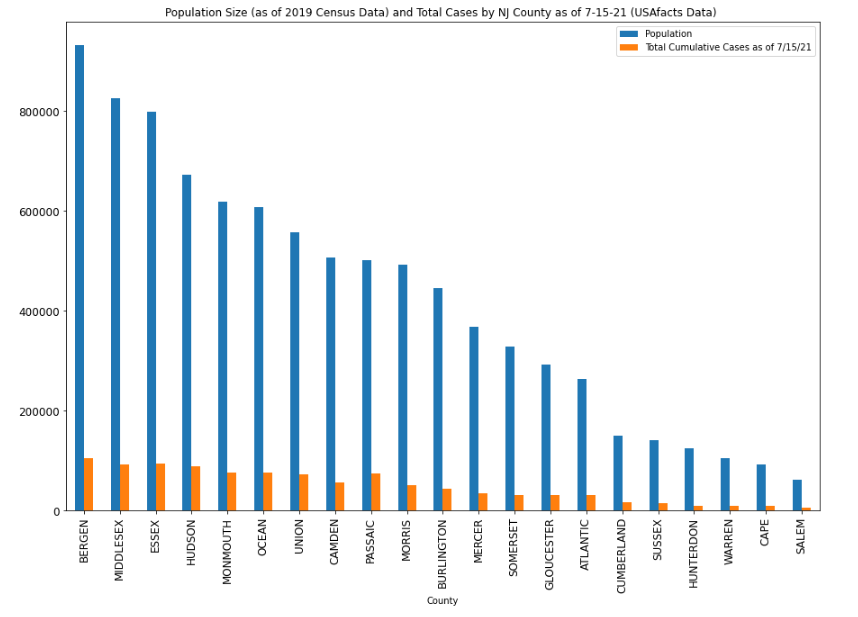 Population Size (as of 2019 Census Data) and Total Cases by NJ County as of 7-15-21 (USAfacts Data)
Population
Total Cumulative Cases as of 7/15/21
800000
600000
400000
200000
0
BERGEN
MIDDLESEX
ESSEX
HUDSON
MONMOUTH
OCEAN
UNION
CAMDEN
PASSAIC
MORRIS
BURLINGTON
MERCER
SOMERSET
GLOUCESTER
ATLANTIC
CUMBERLAND
SUSSEX
HUNTERDON
WARREN
CAPE
SALEM
County